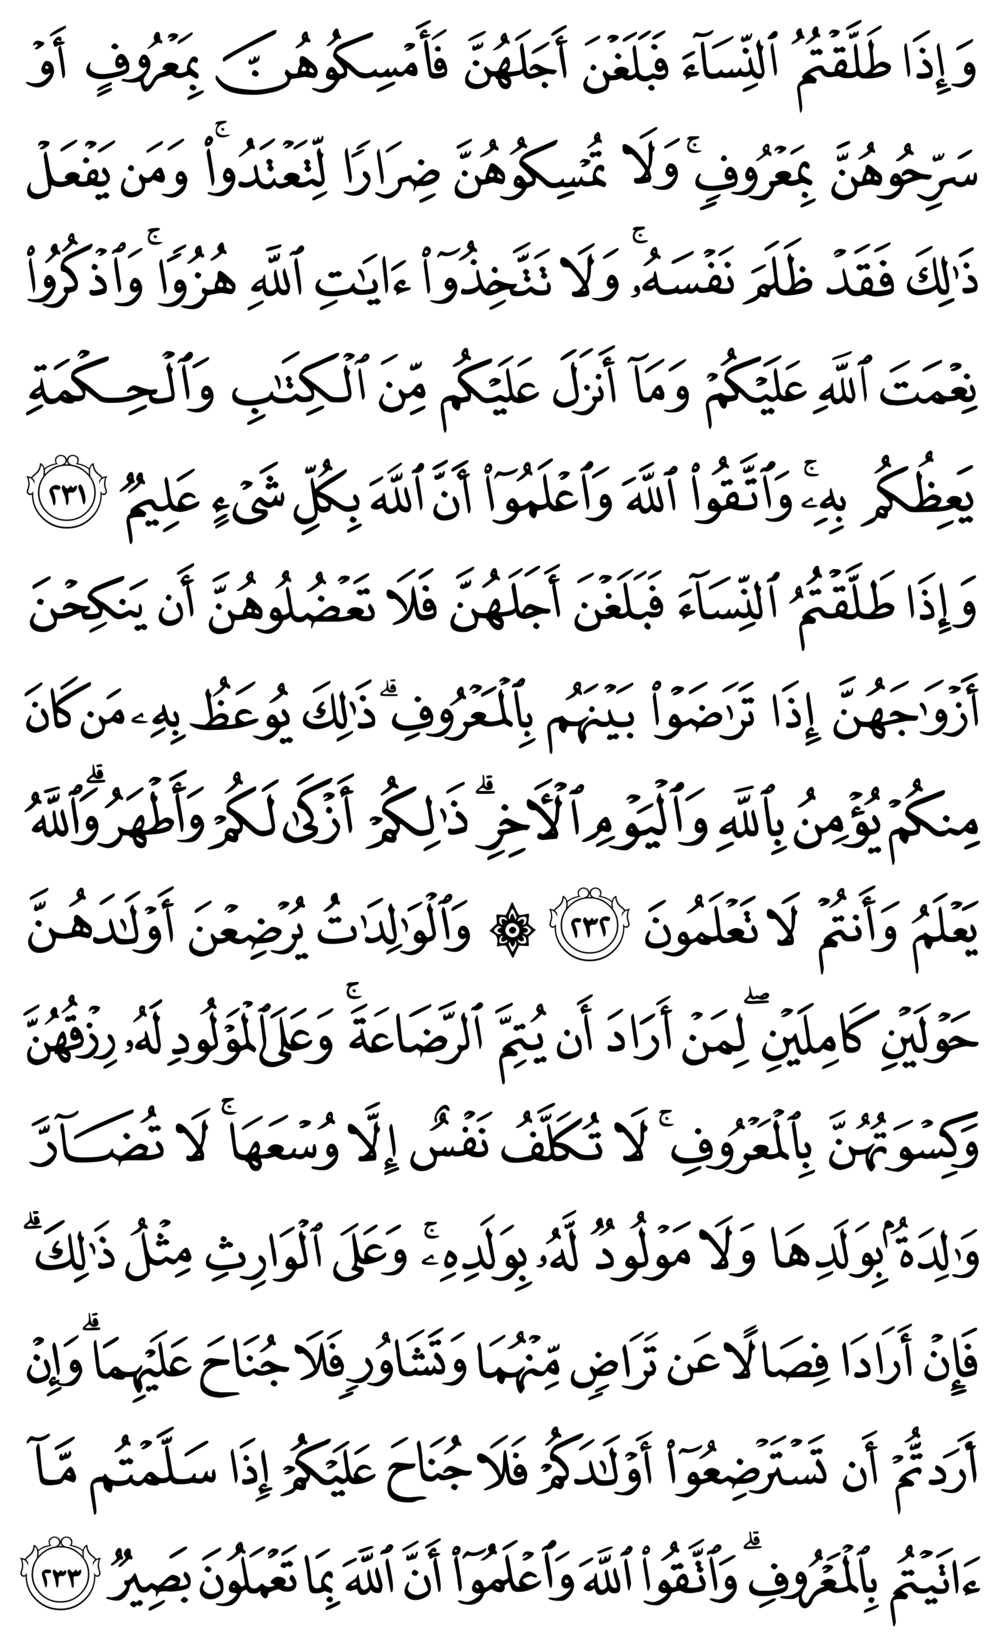 وَإِذَا طَلَّقۡتُمُ ٱلنِّسَآءَ فَبَلَغۡنَ أَجَلَهُنَّ فَأَمۡسِكُوهُنَّ بِمَعۡرُوفٍ أَوۡ
سَرِّحُوهُنَّ بِمَعۡرُوفٖۚ وَلَا تُمۡسِكُوهُنَّ ضِرَارٗا لِّتَعۡتَدُواْۚ وَمَن يَفۡعَلۡ
ذَٰلِكَ فَقَدۡ ظَلَمَ نَفۡسَهُۥۚ وَلَا تَتَّخِذُوٓاْ ءَايَٰتِ ٱللَّهِ هُزُوٗاۚ وَٱذۡكُرُواْ
نِعۡمَتَ ٱللَّهِ عَلَيۡكُمۡ وَمَآ أَنزَلَ عَلَيۡكُم مِّنَ ٱلۡكِتَٰبِ وَٱلۡحِكۡمَةِ
يَعِظُكُم بِهِۦۚ وَٱتَّقُواْ ٱللَّهَ وَٱعۡلَمُوٓاْ أَنَّ ٱللَّهَ بِكُلِّ شَيۡءٍ عَلِيمٞ ٢٣١
وَإِذَا طَلَّقۡتُمُ ٱلنِّسَآءَ فَبَلَغۡنَ أَجَلَهُنَّ فَلَا تَعۡضُلُوهُنَّ أَن يَنكِحۡنَ
أَزۡوَٰجَهُنَّ إِذَا تَرَٰضَوۡاْ بَيۡنَهُم بِٱلۡمَعۡرُوفِۗ ذَٰلِكَ يُوعَظُ بِهِۦ مَن كَانَ
مِنكُمۡ يُؤۡمِنُ بِٱللَّهِ وَٱلۡيَوۡمِ ٱلۡأٓخِرِۗ ذَٰلِكُمۡ أَزۡكَىٰ لَكُمۡ وَأَطۡهَرُۚ وَٱللَّهُ
يَعۡلَمُ وَأَنتُمۡ لَا تَعۡلَمُونَ ٢٣٢ ۞ وَٱلۡوَٰلِدَٰتُ يُرۡضِعۡنَ أَوۡلَٰدَهُنَّ
حَوۡلَيۡنِ كَامِلَيۡنِۖ لِمَنۡ أَرَادَ أَن يُتِمَّ ٱلرَّضَاعَةَۚ وَعَلَى ٱلۡمَوۡلُودِ لَهُۥ رِزۡقُهُنَّ
وَكِسۡوَتُهُنَّ بِٱلۡمَعۡرُوفِۚ لَا تُكَلَّفُ نَفۡسٌ إِلَّا وُسۡعَهَاۚ لَا تُضَآرَّ
وَٰلِدَةُۢ بِوَلَدِهَا وَلَا مَوۡلُودٞ لَّهُۥ بِوَلَدِهِۦۚ وَعَلَى ٱلۡوَارِثِ مِثۡلُ ذَٰلِكَۗ
فَإِنۡ أَرَادَا فِصَالًا عَن تَرَاضٖ مِّنۡهُمَا وَتَشَاوُرٖ فَلَا جُنَاحَ عَلَيۡهِمَاۗ وَإِنۡ
أَرَدتُّمۡ أَن تَسۡتَرۡضِعُوٓاْ أَوۡلَٰدَكُمۡ فَلَا جُنَاحَ عَلَيۡكُمۡ إِذَا سَلَّمۡتُم مَّآ
ءَاتَيۡتُم بِٱلۡمَعۡرُوفِۗ وَٱتَّقُواْ ٱللَّهَ وَٱعۡلَمُوٓاْ أَنَّ ٱللَّهَ بِمَا تَعۡمَلُونَ بَصِيرٞ ٢٣٣